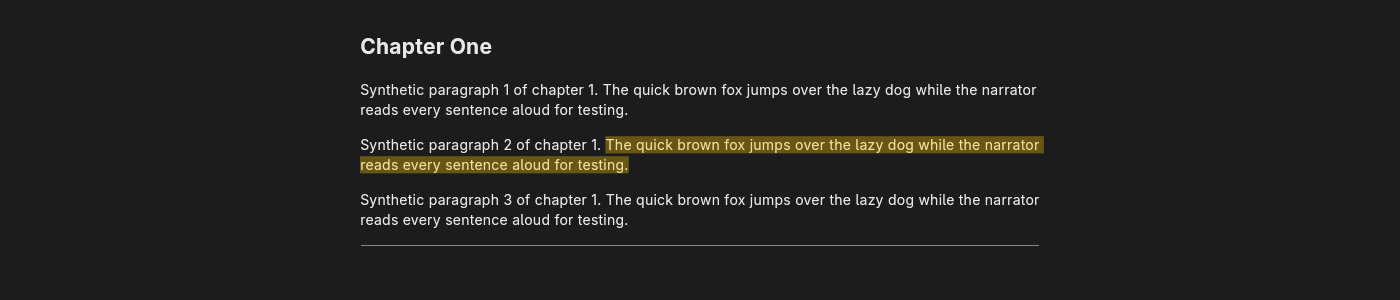 Chapter One
Synthetic paragraph 1 of chapter 1. The quick brown fox jumps over the lazy dog while the narrator
reads every sentence aloud for testing.
Synthetic paragraph 2 of chapter 1. The quick brown fox jumps over the lazy dog while the narrator
reads every sentence aloud for testing.
Synthetic paragraph 3 of chapter 1. The quick brown fox jumps over the lazy dog while the narrator
reads every sentence aloud for testing.